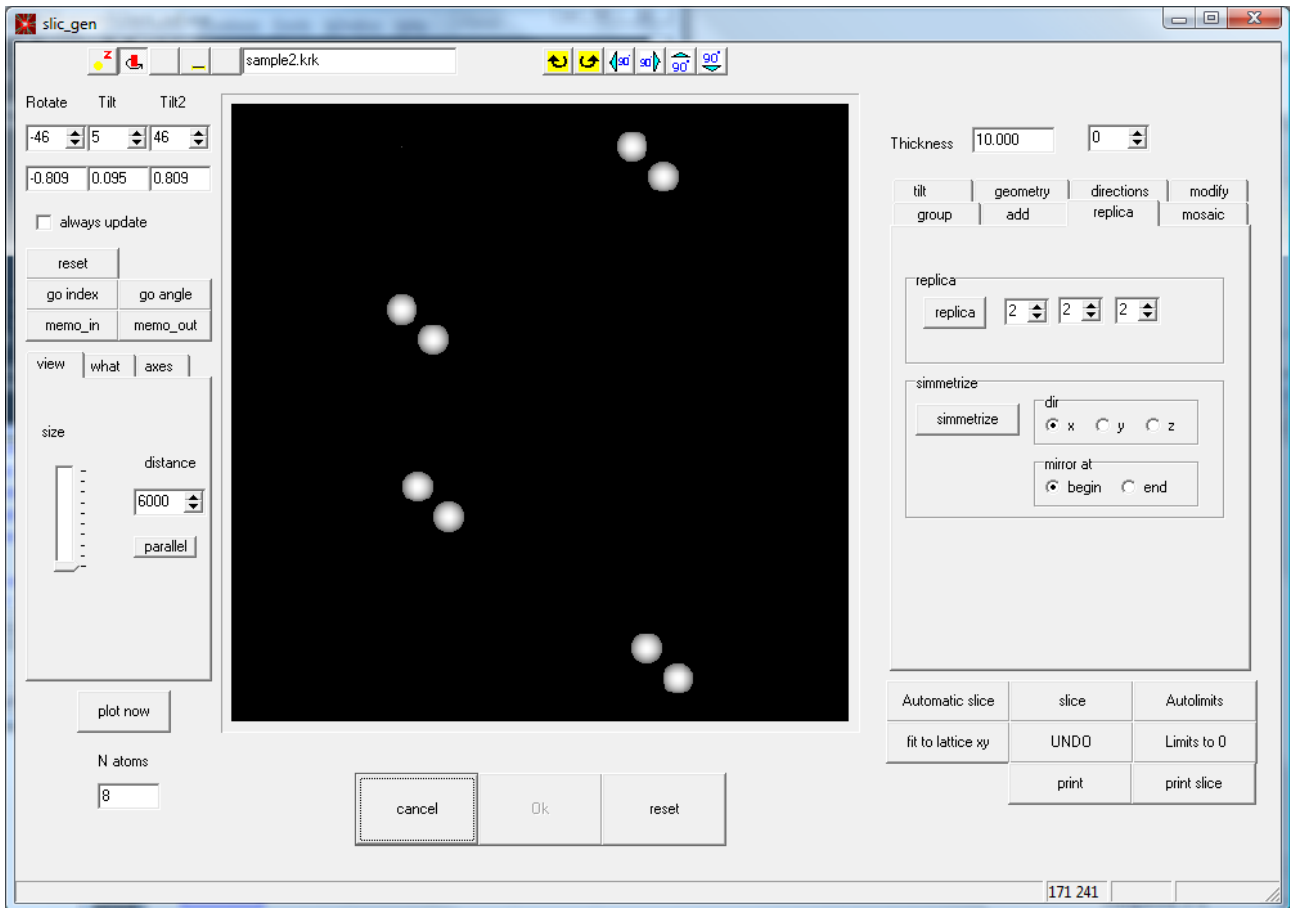 slic_gen
z
sample2.krk
90° 90° 90° 90°
Rotate Tilt Tilt2
-46 5 46
-0.809 0.095 0.809
always update
reset
go index go angle
memo_in memo_out
view what axes
size
distance
6000
parallel
plot now
N atoms
8
cancel Ok reset
Thickness 10.000 0
tilt geometry directions modify
group add replica mosaic
replica
replica 2 2 2
simmetrize
simmetrize
dir
x y z
mirror at
begin end
Automatic slice slice Autolimits
fit to lattice xy UNDO Limits to 0
print print slice
171 241